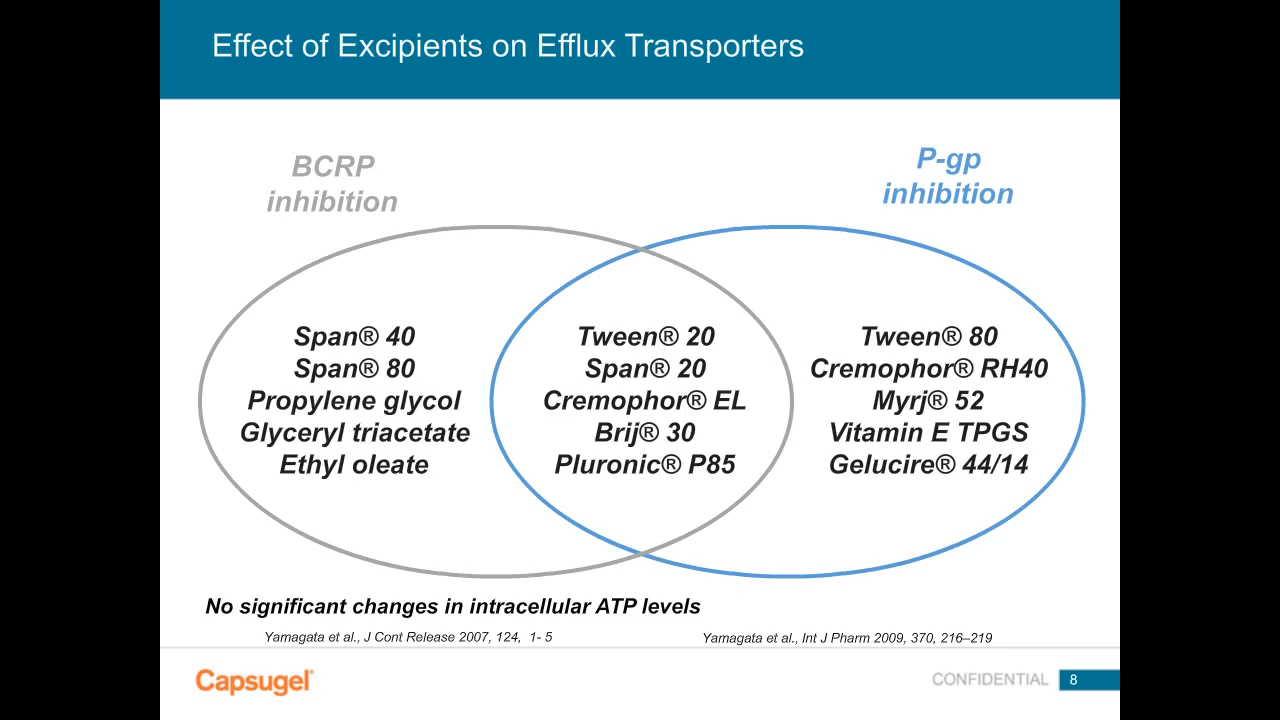 Effect of Excipients on Efflux Transporters
BCRP
inhibition
P-gp
inhibition
Span® 40
Span® 80
Propylene glycol
Glyceryl triacetate
Ethyl oleate
Tween® 20
Span® 20
Cremophor® EL
Brij® 30
Pluronic® P85
Tween® 80
Cremophor® RH40
Myrj® 52
Vitamin E TPGS
Gelucire® 44/14
No significant changes in intracellular ATP levels
Yamagata et al., J Cont Release 2007, 124, 1- 5
Yamagata et al., Int J Pharm 2009, 370, 216–219
Capsugel®
CONFIDENTIAL 8